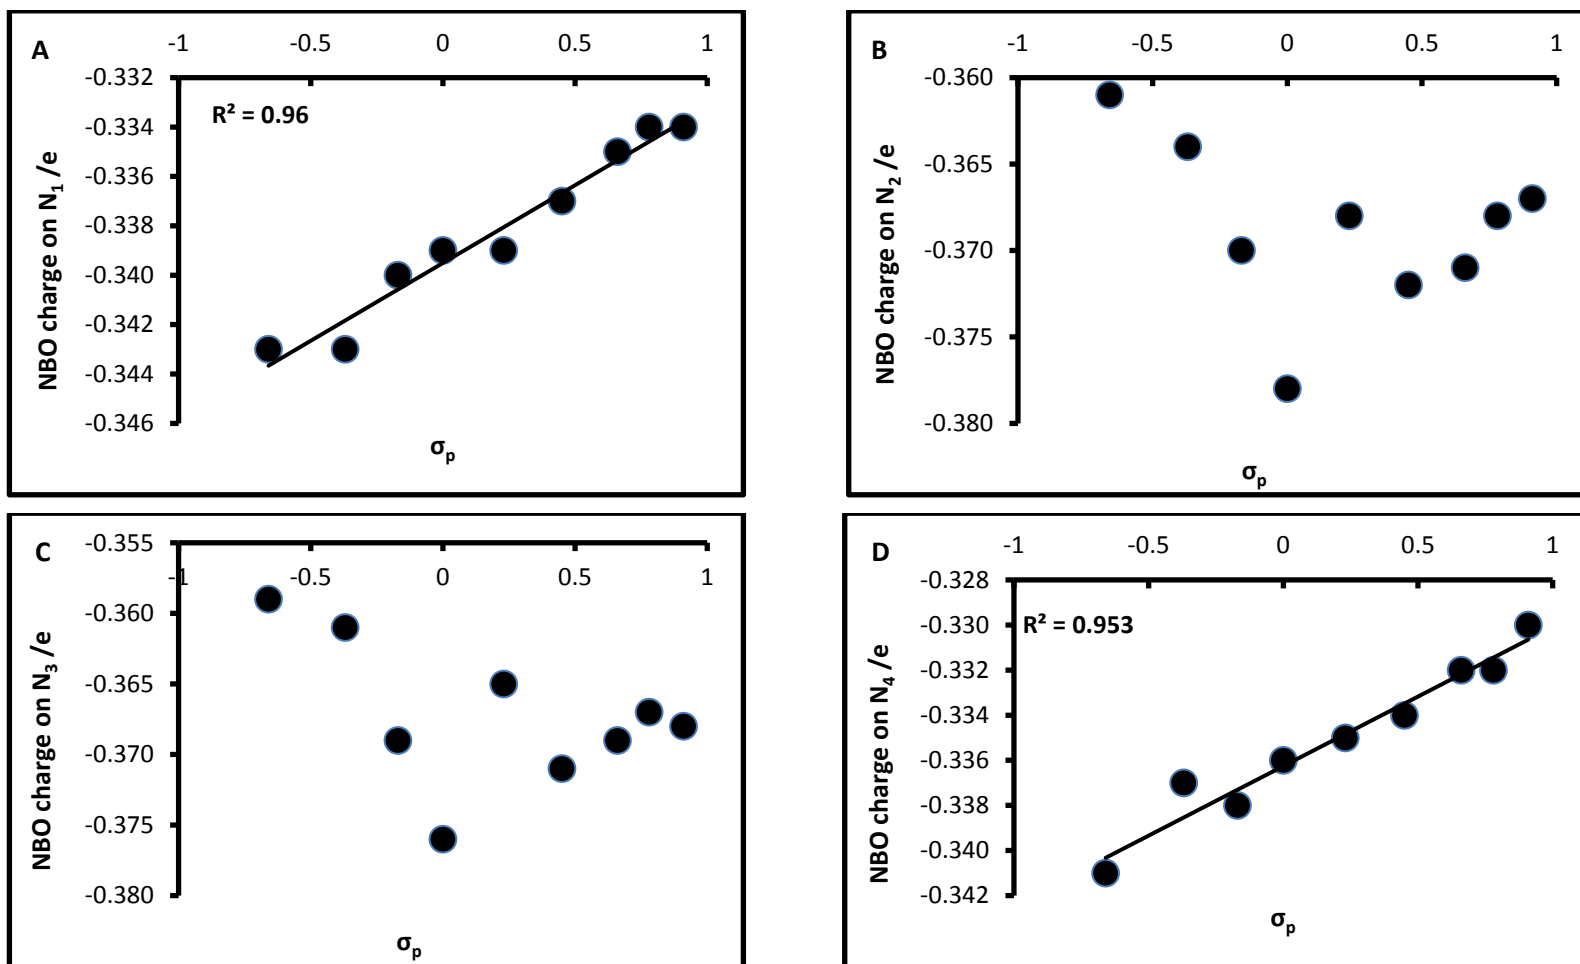 A
-1 -0.5 0 0.5 1
-0.332
-0.334
-0.336
-0.338
-0.340
-0.342
-0.344
-0.346
R² = 0.96
NBO charge on N₁ /e
σₚ
B
-1 -0.5 0 0.5 1
-0.360
-0.365
-0.370
-0.375
-0.380
NBO charge on N₂ /e
σₚ
C
-0.355
-1 -0.5 0 0.5 1
-0.360
-0.365
-0.370
-0.375
-0.380
NBO charge on N₃ /e
σₚ
D
-1 -0.5 0 0.5 1
-0.328
-0.330
-0.332
-0.334
-0.336
-0.338
-0.340
-0.342
R² = 0.953
NBO charge on N₄ /e
σₚ